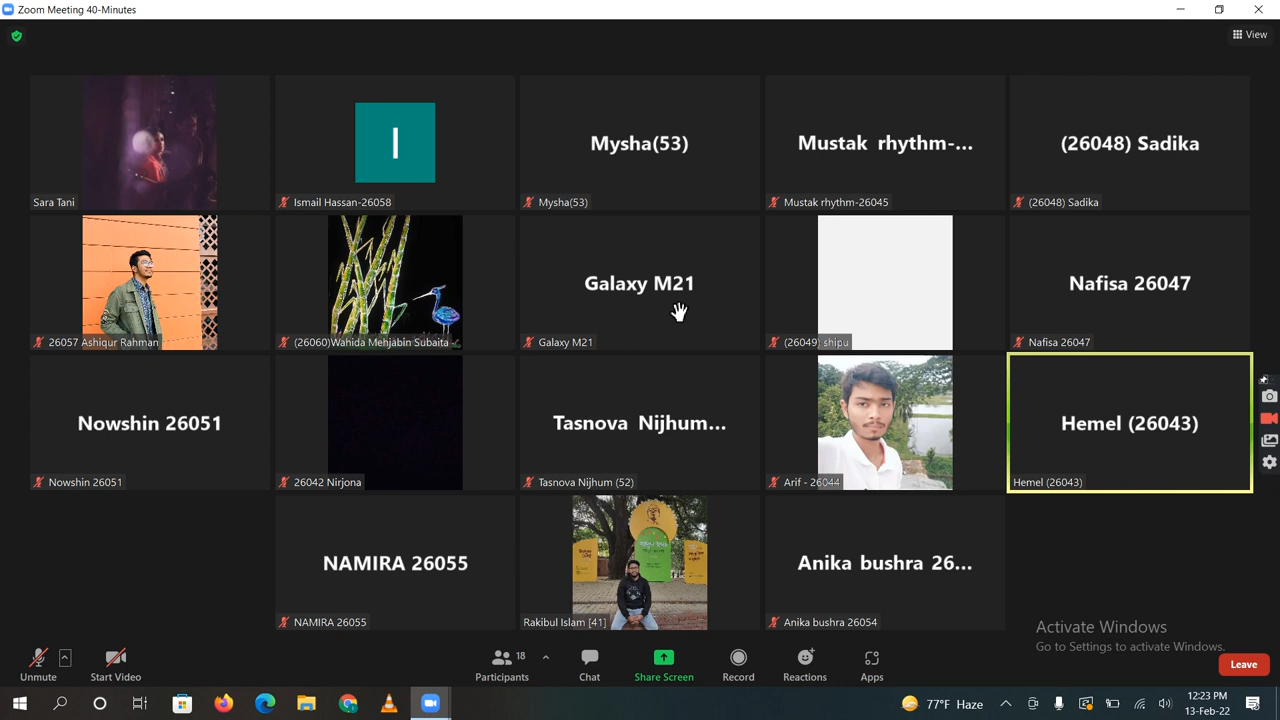 Zoom Meeting 40-Minutes
View
Sara Tani
I
Ismail Hassan-26058
Mysha(53)
Mysha(53)
Mustak rhythm-...
Mustak rhythm-26045
(26048) Sadika
(26048) Sadika
26057 Ashiqur Rahman
(26060)Wahida Mehjabin Subaita -
Galaxy M21
Galaxy M21
(26049) shipu
Nafisa 26047
Nafisa 26047
Nowshin 26051
Nowshin 26051
26042 Nirjona
Tasnova Nijhum...
Tasnova Nijhum (52)
Arif - 26044
Hemel (26043)
Hemel (26043)
NAMIRA 26055
NAMIRA 26055
Rakibul Islam [41]
Anika bushra 26...
Anika bushra 26054
Activate Windows
Go to Settings to activate Windows.
Unmute
Start Video
Participants
18
Chat
Share Screen
Record
Reactions
Apps
Leave
77°F Haze
12:23 PM
13-Feb-22